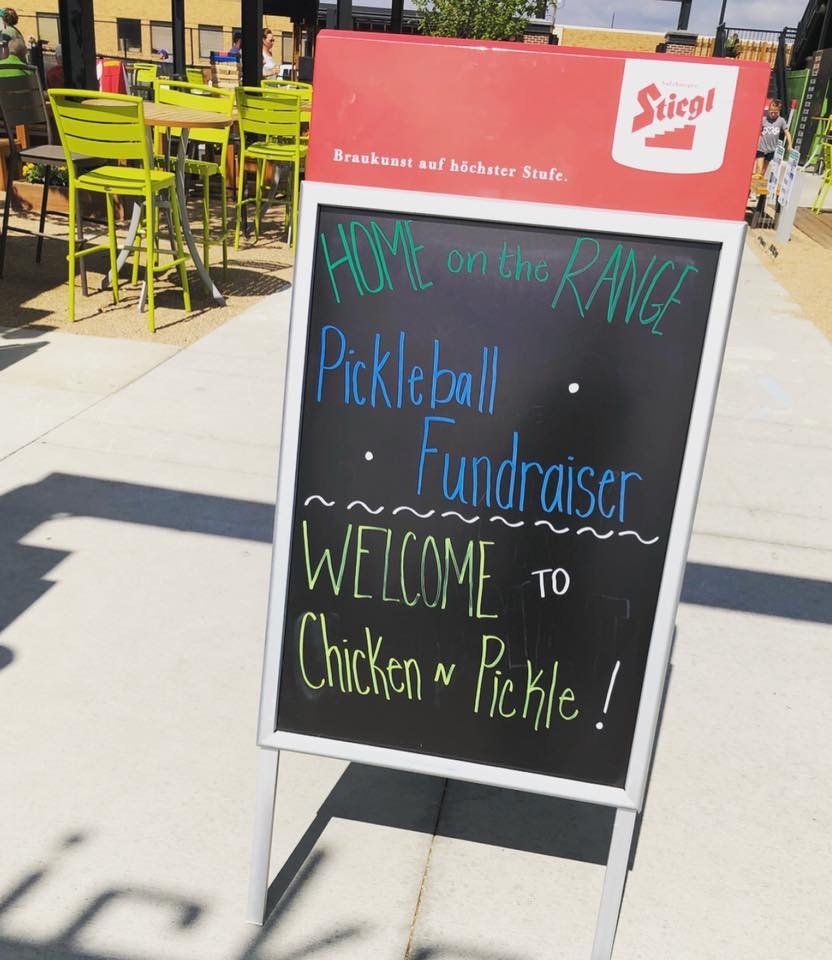 Stiegl
Braukunst auf höchster Stufe.
HOME on the RANGE
Pickleball
Fundraiser
WELCOME TO
Chicken N Pickle!